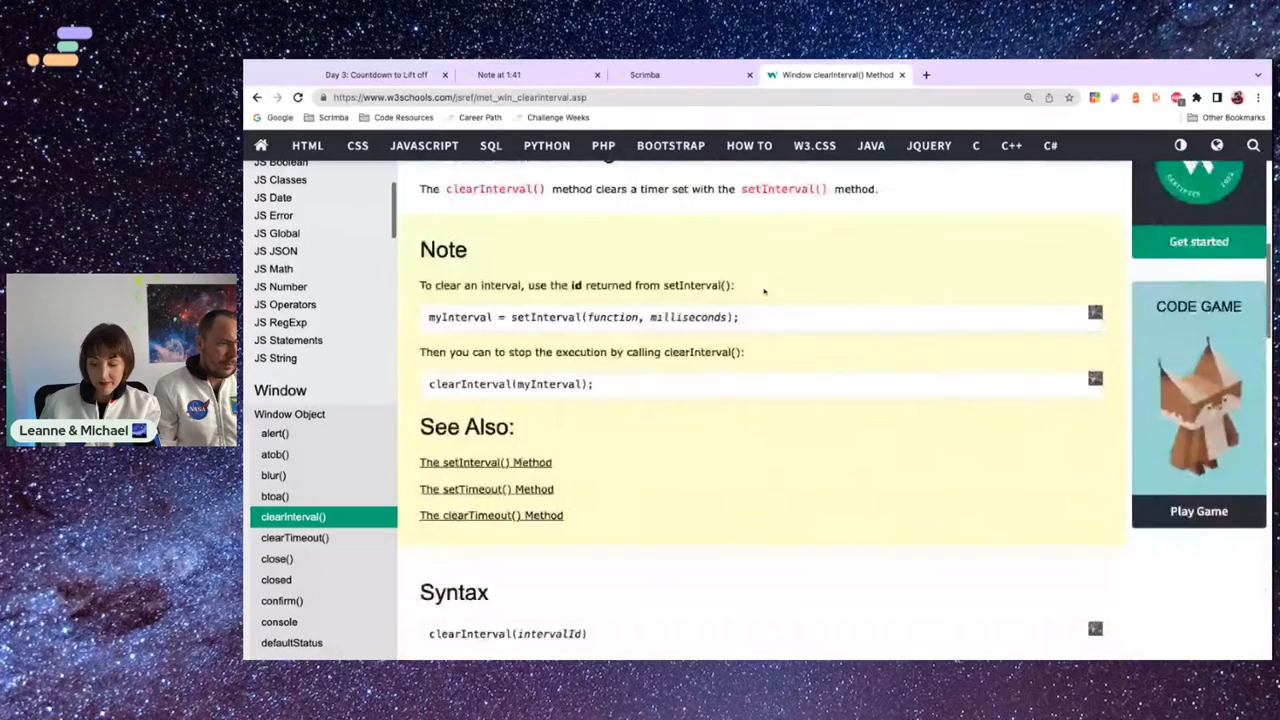 Day 3: Countdown to Lift off
Note at 1:41
Scrimba
Window clearInterval() Method
https://www.w3schools.com/jsref/met_win_clearinterval.asp
Google
Scrimba
Code Resources
Career Path
Challenge Weeks
Other Bookmarks
HTML CSS JAVASCRIPT SQL PYTHON PHP BOOTSTRAP HOW TO W3.CSS JAVA JQUERY C C++ C#
JS Boolean
JS Classes
JS Date
JS Error
JS Global
JS JSON
JS Math
JS Number
JS Operators
JS RegExp
JS Statements
JS String
Window
Window Object
alert()
atob()
blur()
btoa()
clearInterval()
clearTimeout()
close()
closed
confirm()
console
defaultStatus
The clearInterval() method clears a timer set with the setInterval() method.
Note
To clear an interval, use the id returned from setInterval():
myInterval = setInterval(function, milliseconds);
Then you can to stop the execution by calling clearInterval():
clearInterval(myInterval);
See Also:
The setInterval() Method
The setTimeout() Method
The clearTimeout() Method
Syntax
clearInterval(intervalId)
Get started
CODE GAME
Play Game
NASA
Leanne & Michael